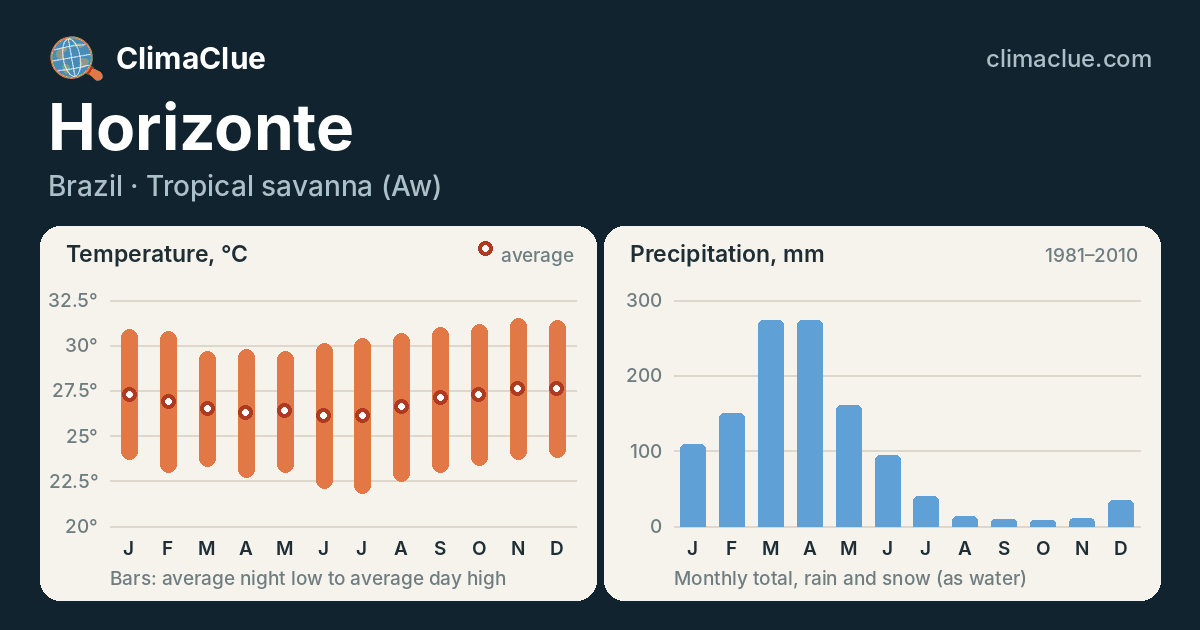 ClimaClue
climaclue.com
Horizonte
Brazil · Tropical savanna (Aw)
Temperature, °C
average
32.5°
30°
27.5°
25°
22.5°
20°
J F M A M J J A S O N D
Bars: average night low to average day high
Precipitation, mm
1981–2010
300
200
100
0
J F M A M J J A S O N D
Monthly total, rain and snow (as water)